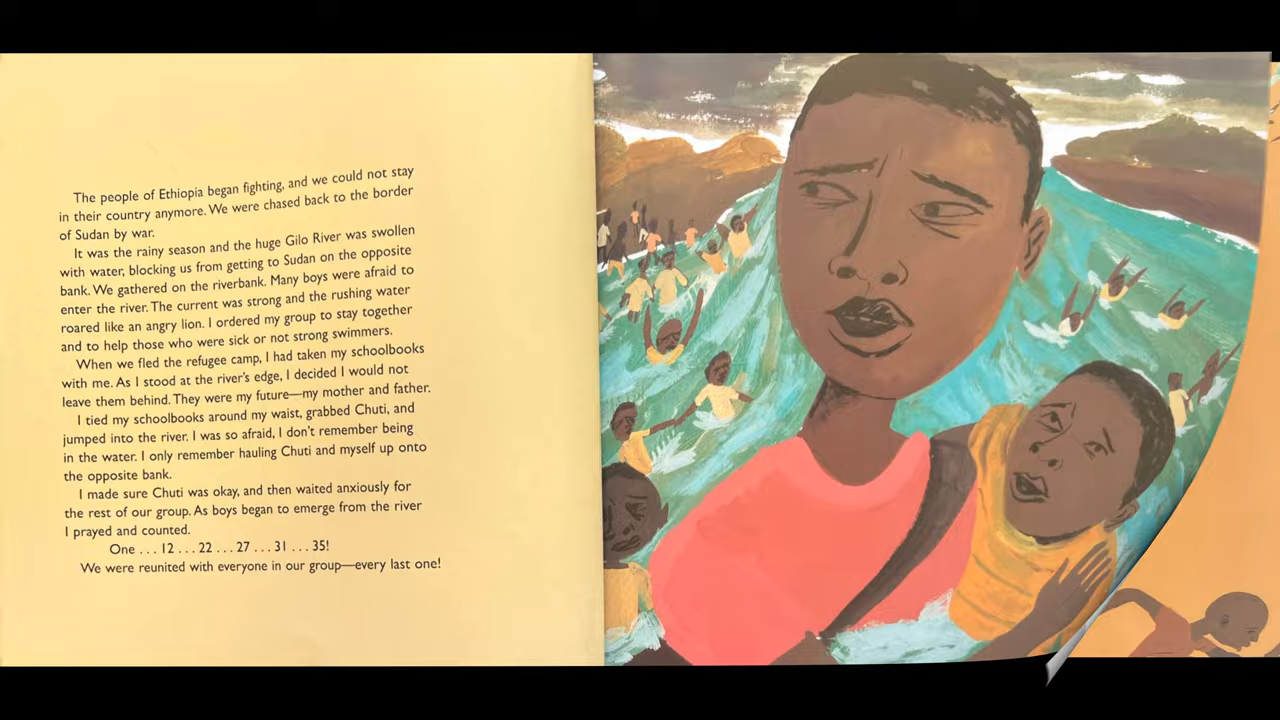 The people of Ethiopia began fighting, and we could not stay
in their country anymore. We were chased back to the border
of Sudan by war.
It was the rainy season and the huge Gilo River was swollen
with water, blocking us from getting to Sudan on the opposite
bank. We gathered on the riverbank. Many boys were afraid to
enter the river. The current was strong and the rushing water
roared like an angry lion. I ordered my group to stay together
and to help those who were sick or not strong swimmers.
When we fled the refugee camp, I had taken my schoolbooks
with me. As I stood at the river's edge, I decided I would not
leave them behind. They were my future—my mother and father.
I tied my schoolbooks around my waist, grabbed Chuti, and
jumped into the river. I was so afraid, I don't remember being
in the water. I only remember hauling Chuti and myself up onto
the opposite bank.
I made sure Chuti was okay, and then waited anxiously for
the rest of our group. As boys began to emerge from the river
I prayed and counted.
One . . . 12 . . . 22 . . . 27 . . . 31 . . . 35!
We were reunited with everyone in our group—every last one!